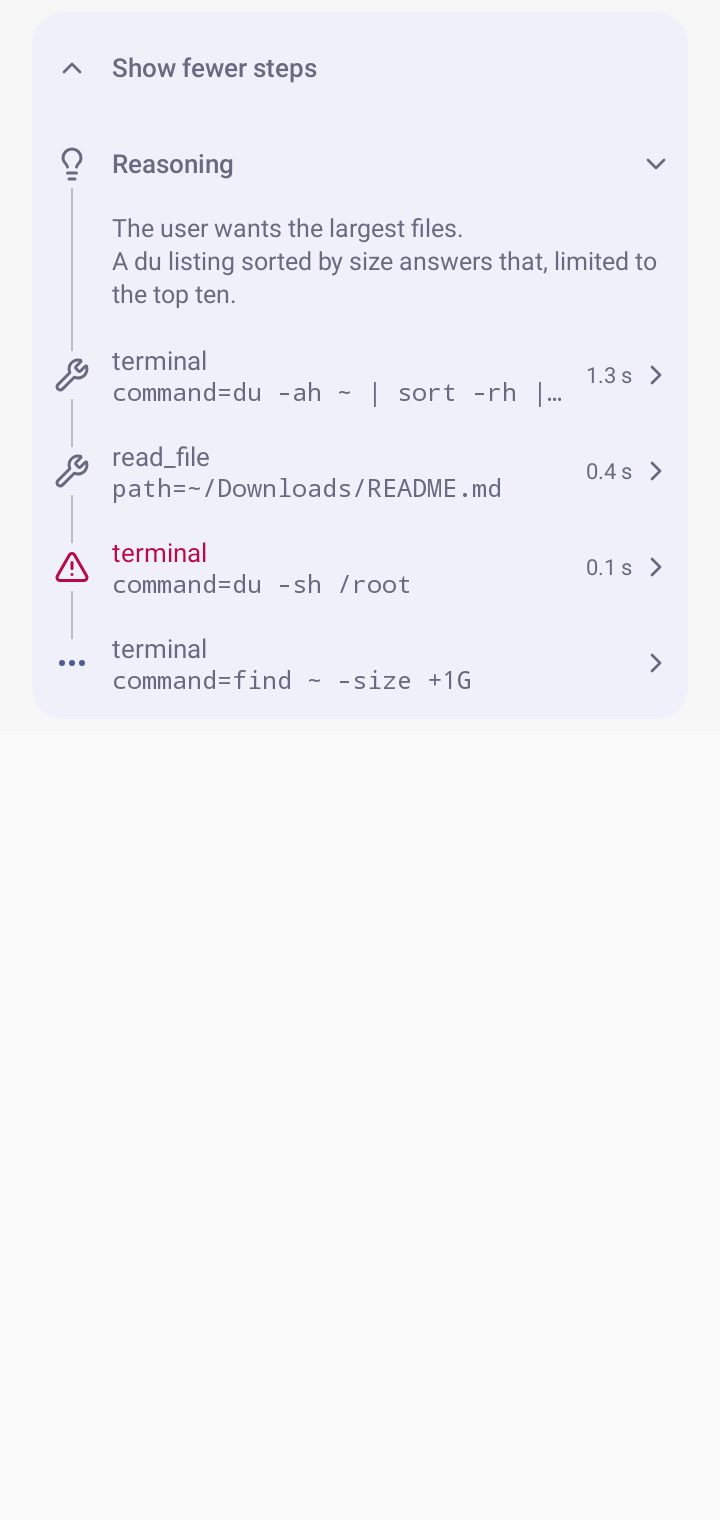 Show fewer steps
Reasoning
The user wants the largest files.
A du listing sorted by size answers that, limited to
the top ten.
terminal
command=du -ah ~ | sort -rh |…
1.3 s
read_file
path=~/Downloads/README.md
0.4 s
terminal
command=du -sh /root
0.1 s
terminal
command=find ~ -size +1G